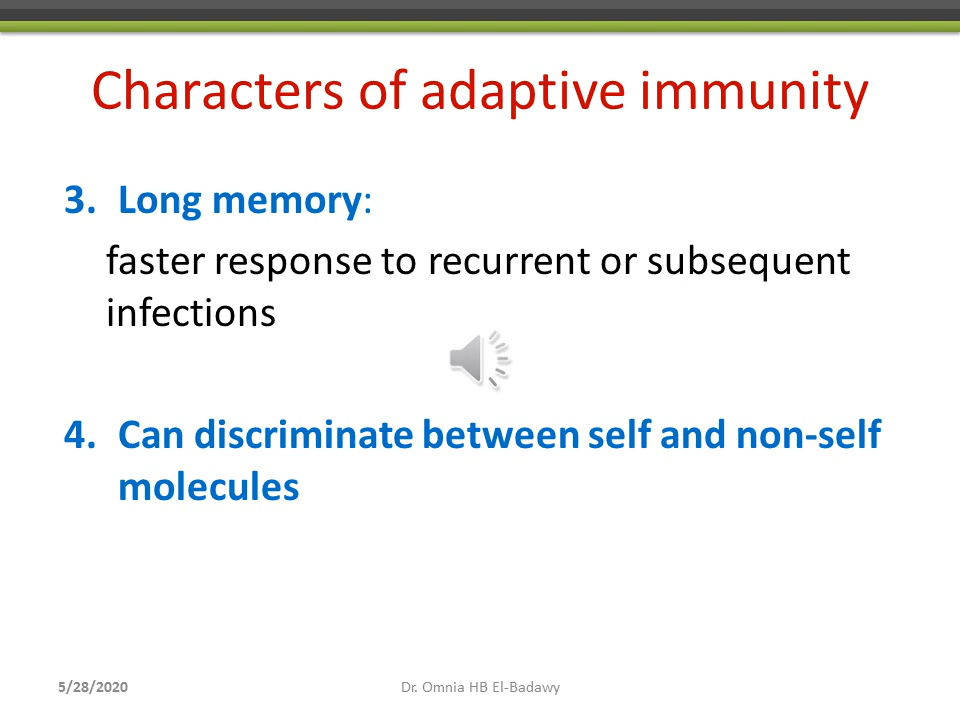 Characters of adaptive immunity
3. Long memory:
faster response to recurrent or subsequent
infections
4. Can discriminate between self and non-self
molecules
5/28/2020
Dr. Omnia HB El-Badawy